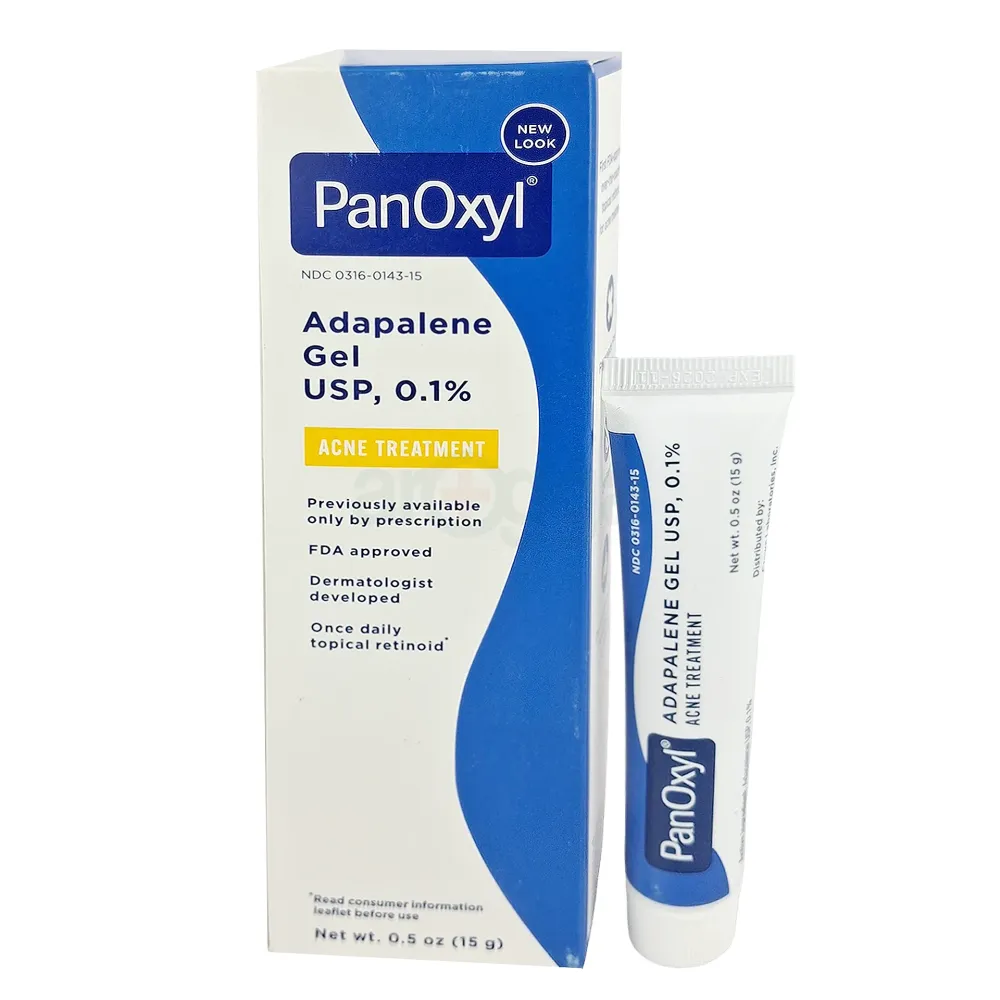 NEW
LOOK
PanOxyl®
NDC 0316-0143-15
Adapalene
Gel
USP, 0.1%
ACNE TREATMENT
Previously available
only by prescription
FDA approved
Dermatologist
developed
Once daily
topical retinoid*
*Read consumer information
leaflet before use
Net wt. 0.5 oz (15 g)
NDC 0316-0143-15
PanOxyl® ADAPALENE GEL USP, 0.1%
ACNE TREATMENT
Net wt. 0.5 oz (15 g)
Distributed by:
Laboratories, Inc.